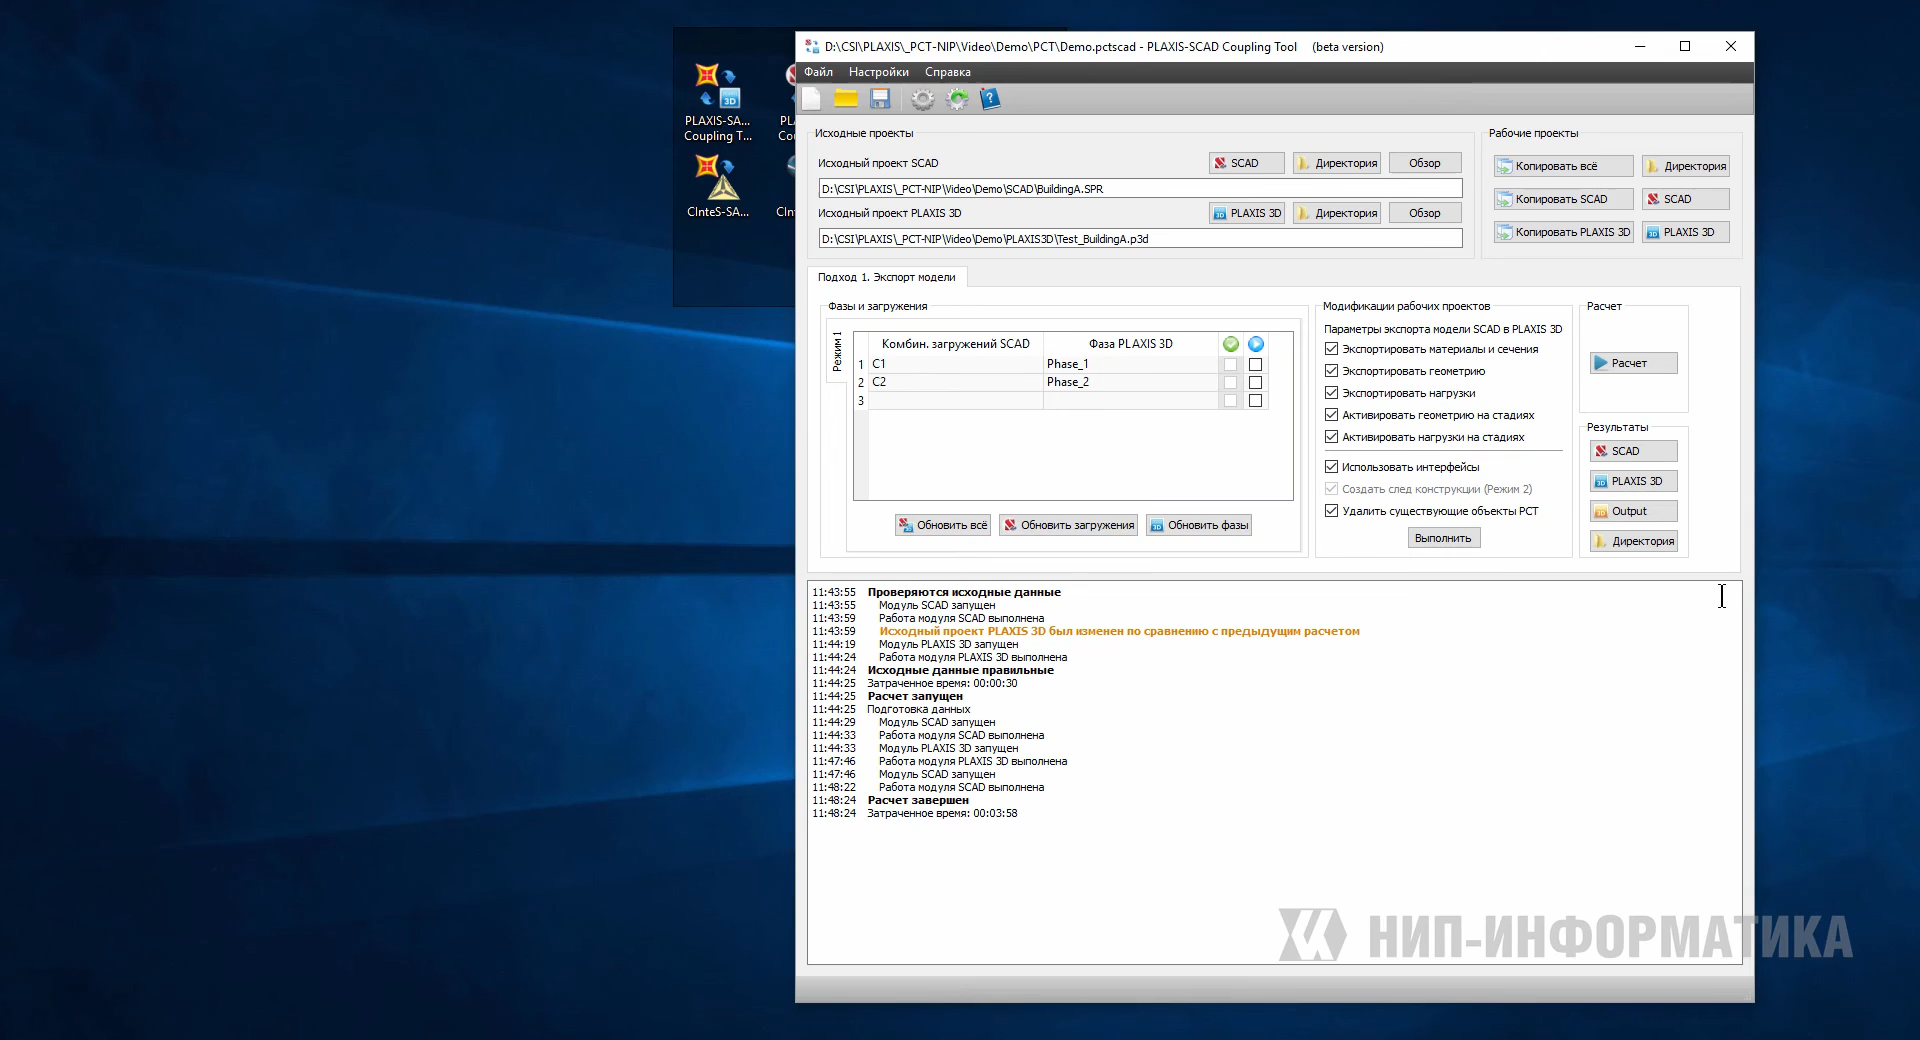 D:\CSI\PLAXIS\_PCT-NIP\Video\Demo\PCT\Demo.pctscad - PLAXIS-SCAD Coupling Tool (beta version)
Файл Настройки Справка
PLAXIS-SA...
Coupling T...
ClnteS-SA...
Исходные проекты
Исходный проект SCAD
SCAD
Директория
Обзор
D:\CSI\PLAXIS\_PCT-NIP\Video\Demo\SCAD\BuildingA.SPR
Исходный проект PLAXIS 3D
PLAXIS 3D
Директория
Обзор
D:\CSI\PLAXIS\_PCT-NIP\Video\Demo\PLAXIS3D\Test_BuildingA.p3d
Рабочие проекты
Копировать всё
Директория
Копировать SCAD
SCAD
Копировать PLAXIS 3D
PLAXIS 3D
Подход 1. Экспорт модели
Фазы и загружения
Режим 1
Комбин. загружений SCAD Фаза PLAXIS 3D
1 C1 Phase_1
2 C2 Phase_2
3
Обновить всё
Обновить загружения
Обновить фазы
Модификации рабочих проектов
Параметры экспорта модели SCAD в PLAXIS 3D
Экспортировать материалы и сечения
Экспортировать геометрию
Экспортировать нагрузки
Активировать геометрию на стадиях
Активировать нагрузки на стадиях
Использовать интерфейсы
Создать след конструкции (Режим 2)
Удалить существующие объекты PCT
Выполнить
Расчет
Расчет
Результаты
SCAD
PLAXIS 3D
Output
Директория
11:43:55 Проверяются исходные данные
11:43:55 Модуль SCAD запущен
11:43:59 Работа модуля SCAD выполнена
11:43:59 Исходный проект PLAXIS 3D был изменен по сравнению с предыдущим расчетом
11:44:19 Модуль PLAXIS 3D запущен
11:44:24 Работа модуля PLAXIS 3D выполнена
11:44:24 Исходные данные правильные
11:44:25 Затраченное время: 00:00:30
11:44:25 Расчет запущен
11:44:25 Подготовка данных
11:44:29 Модуль SCAD запущен
11:44:33 Работа модуля SCAD выполнена
11:44:33 Модуль PLAXIS 3D запущен
11:47:46 Работа модуля PLAXIS 3D выполнена
11:47:46 Модуль SCAD запущен
11:48:22 Работа модуля SCAD выполнена
11:48:24 Расчет завершен
11:48:24 Затраченное время: 00:03:58
НИП-ИНФОРМАТИКА